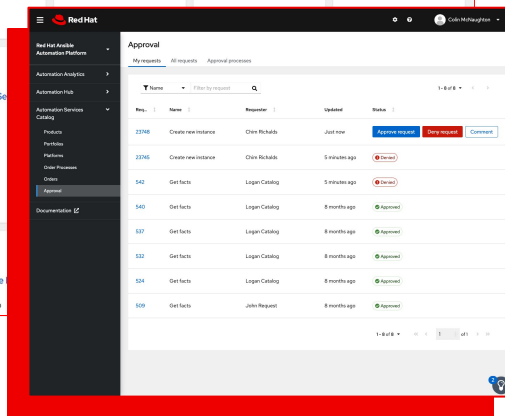 Red Hat
Colin McNaughton
Red Hat Ansible
Automation Platform
Automation Analytics
Automation Hub
Automation Services
Catalog
Products
Portfolios
Platforms
Order Processes
Orders
Approval
Documentation
Approval
My requests All requests Approval processes
Name Filter by request 1 - 8 of 8
Req... Name Requester Updated Status
23748 Create new instance Chim Richalds Just now Approve request Deny request Comment
23745 Create new instance Chim Richalds 5 minutes ago Denied
542 Get facts Logan Catalog 5 minutes ago Denied
540 Get facts Logan Catalog 8 months ago Approved
537 Get facts Logan Catalog 8 months ago Approved
532 Get facts Logan Catalog 8 months ago Approved
524 Get facts Logan Catalog 8 months ago Approved
509 Get facts John Request 8 months ago Approved
1 - 8 of 8 1 of 1
2